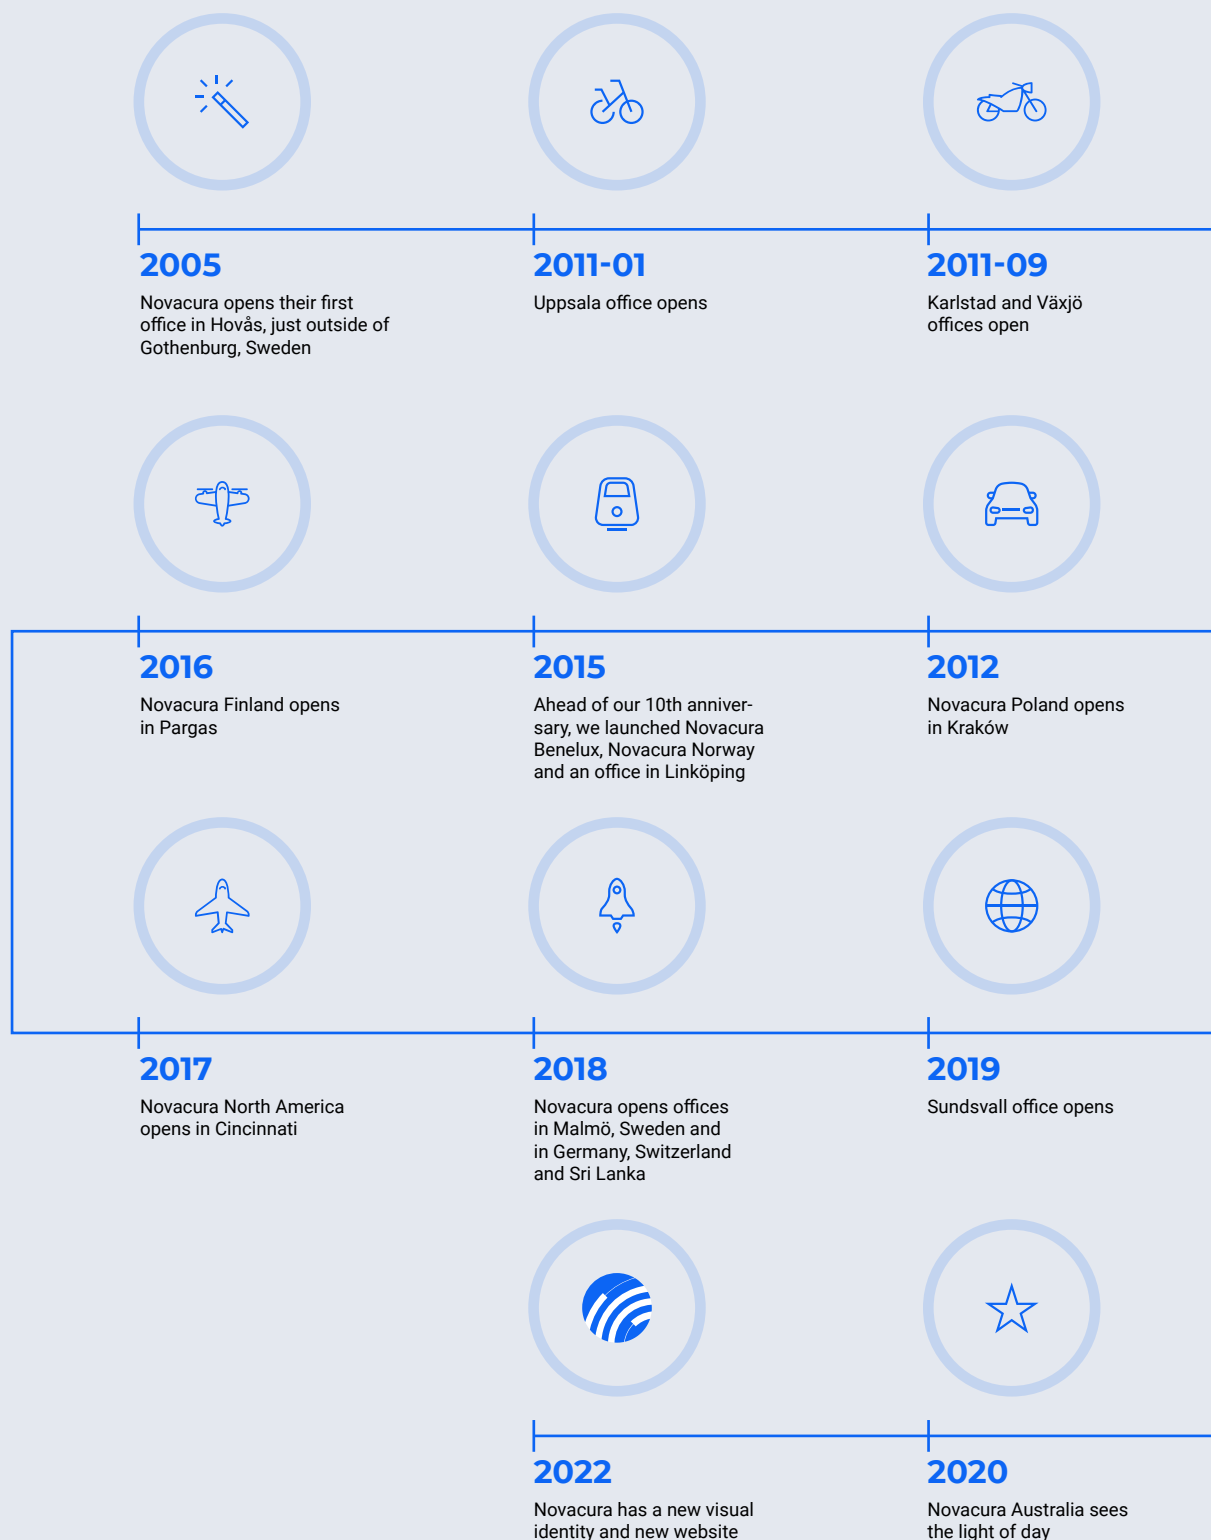 2005
Novacura opens their first
office in Hovås, just outside of
Gothenburg, Sweden
2011-01
Uppsala office opens
2011-09
Karlstad and Växjö
offices open
2016
Novacura Finland opens
in Pargas
2015
Ahead of our 10th anniver-
sary, we launched Novacura
Benelux, Novacura Norway
and an office in Linköping
2012
Novacura Poland opens
in Kraków
2017
Novacura North America
opens in Cincinnati
2018
Novacura opens offices
in Malmö, Sweden and
in Germany, Switzerland
and Sri Lanka
2019
Sundsvall office opens
2022
Novacura has a new visual
identity and new website
2020
Novacura Australia sees
the light of day